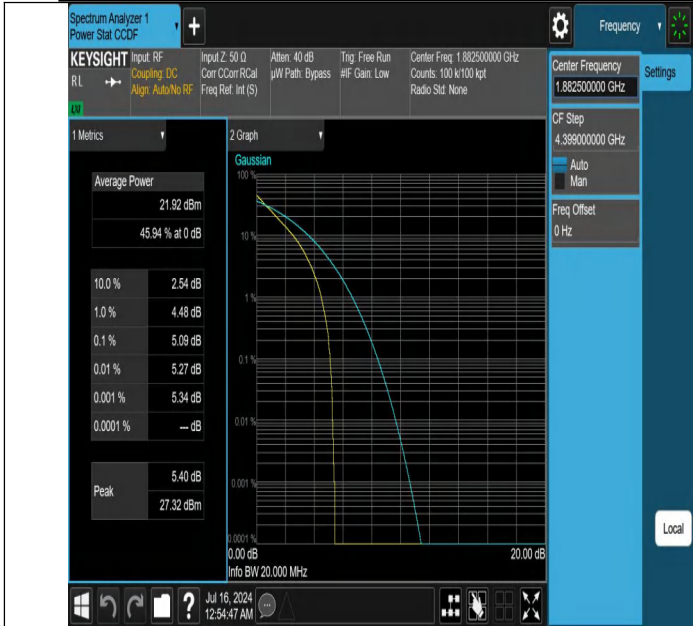 Spectrum Analyzer 1
Power Stat CCDF
+
Frequency
KEYSIGHT
RL
LXI
Input: RF
Coupling: DC
Align: Auto/No RF
Input Z: 50 Ω
Corr CCorr RCal
Freq Ref: Int (S)
Atten: 40 dB
µW Path: Bypass
Trig: Free Run
#IF Gain: Low
Center Freq: 1.882500000 GHz
Counts: 100 k/100 kpt
Radio Std: None
Center Frequency
1.882500000 GHz
Settings
CF Step
4.399000000 GHz
Auto
Man
Freq Offset
0 Hz
1 Metrics
Average Power
21.92 dBm
45.94 % at 0 dB
10.0 % 2.54 dB
1.0 % 4.48 dB
0.1 % 5.09 dB
0.01 % 5.27 dB
0.001 % 5.34 dB
0.0001 % --- dB
Peak
5.40 dB
27.32 dBm
2 Graph
Gaussian
100 %
10 %
1 %
0.1 %
0.01 %
0.001 %
0.0001 %
0.00 dB 20.00 dB
Info BW 20.000 MHz
Local
?
Jul 16, 2024
12:54:47 AM